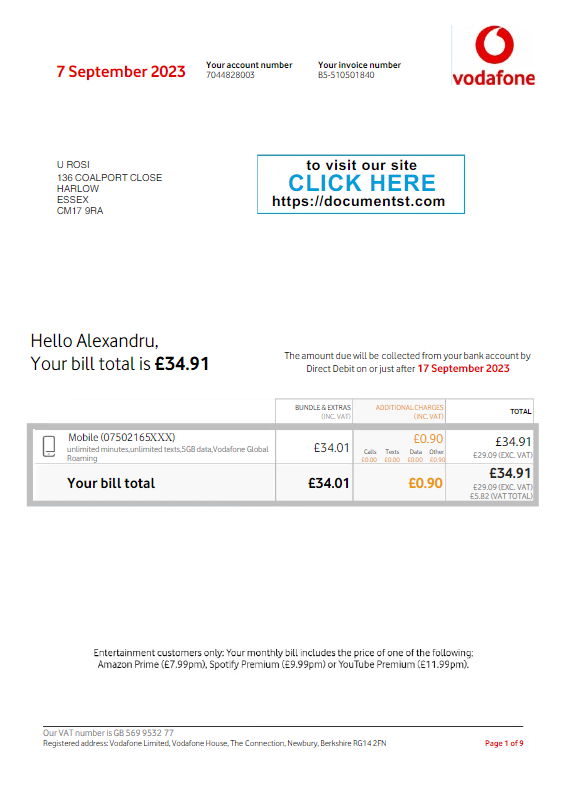 7 September 2023
Your account number
7044828003
Your invoice number
B5-510501840
vodafone
U ROSI
136 COALPORT CLOSE
HARLOW
ESSEX
CM17 9RA
to visit our site
CLICK HERE
https://documentst.com
Hello Alexandru,
Your bill total is £34.91
The amount due will be collected from your bank account by
Direct Debit on or just after 17 September 2023
BUNDLE & EXTRAS
(INC. VAT)
ADDITIONAL CHARGES
(INC. VAT)
TOTAL
Mobile (07502165XXX)
unlimited minutes,unlimited texts,5GB data,Vodafone Global
Roaming
£34.01
£0.90
Calls Texts Data Other
£0.00 £0.00 £0.00 £0.90
£34.91
£29.09 (EXC. VAT)
Your bill total
£34.01
£0.90
£34.91
£29.09 (EXC. VAT)
£5.82 (VAT TOTAL)
Entertainment customers only: Your monthly bill includes the price of one of the following;
Amazon Prime (£7.99pm), Spotify Premium (£9.99pm) or YouTube Premium (£11.99pm).
Our VAT number is GB 569 9532 77
Registered address: Vodafone Limited, Vodafone House, The Connection, Newbury, Berkshire RG14 2FN
Page 1 of 9